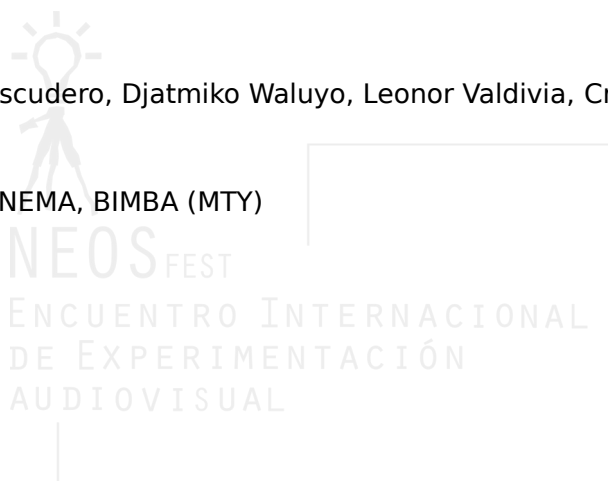 scudero, Djatmiko Waluyo, Leonor Valdivia, Cr
NEMA, BIMBA (MTY)
NEOS FEST
ENCUENTRO INTERNACIONAL
DE EXPERIMENTACIÓN
AUDIOVISUAL